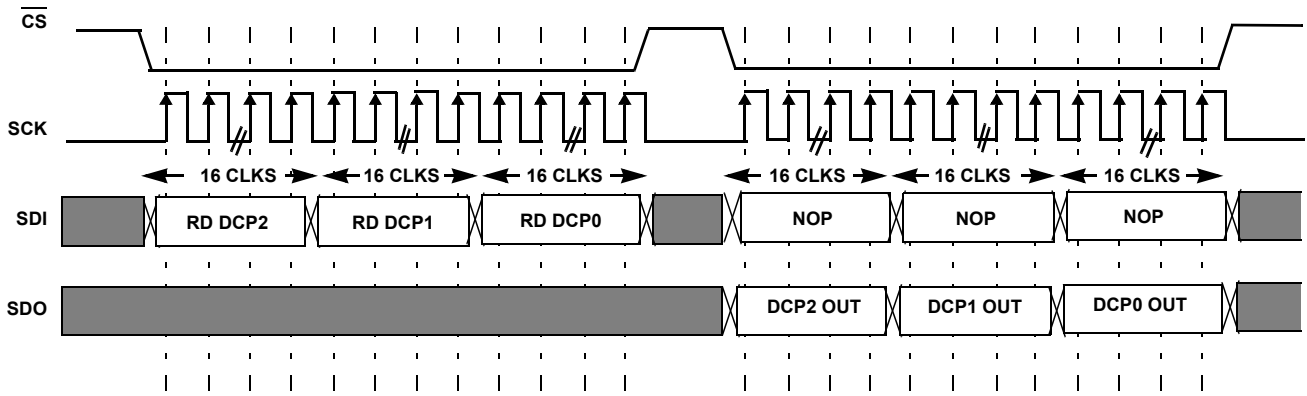 CS
SCK
16 CLKS 16 CLKS 16 CLKS 16 CLKS 16 CLKS 16 CLKS
SDI RD DCP2 RD DCP1 RD DCP0 NOP NOP NOP
SDO DCP2 OUT DCP1 OUT DCP0 OUT